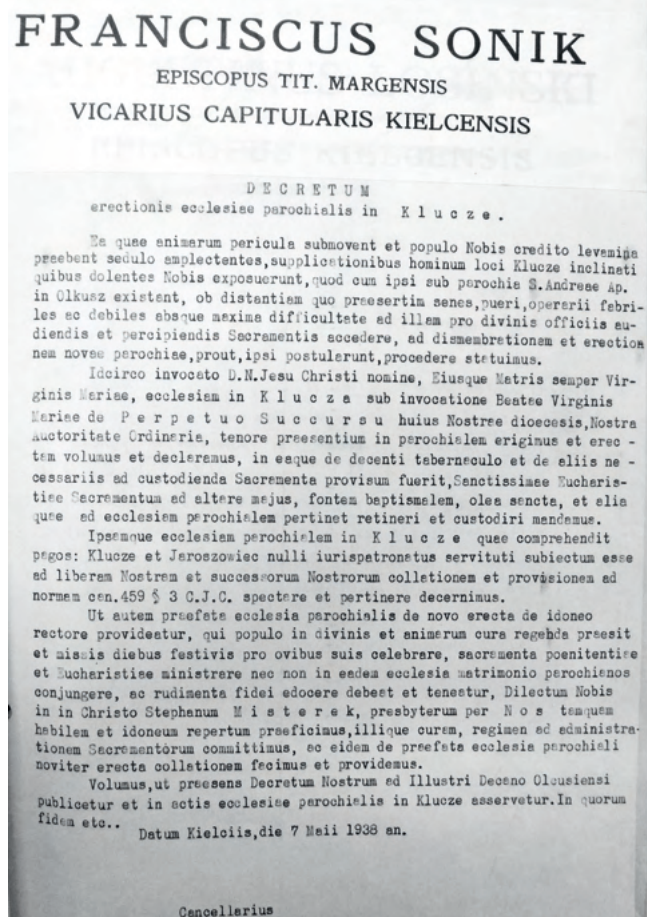 FRANCISCUS SONIK
EPISCOPUS TIT. MARGENSIS
VICARIUS CAPITULARIS KIELCENSIS
DECRETUM
erectionis ecclesiae parochialis in Klucze.
Ea quae animarum pericula submovent et populo Nobis credito levamina
praebent sedulo amplectentes,supplicationibus hominum loci Klucze inclinati
quibus dolentes Nobis exposuerunt,quod cum ipsi sub parochia S.Andreae Ap.
in Olkusz existant, ob distantiam quo praesertim senes,pueri,operarii febri-
les ac debiles absque maxima difficultate ad illam pro divinis officiis au-
diendis et percipiendis Sacramentis accedere, ad dismembrationem et erectio
nem novae parochiae,prout,ipsi postularunt,procedere statuimus.
Idcirco invocato D.N.Jesu Christi nomine, Eiusque Matris semper Vir-
ginis Mariae, ecclesiam in Klucza sub invocatione Beatae Virginis
Mariae de Perpetuo Succursu huius Nostrae dioecesis,Nostra
Auctoritate Ordinaria, tenore praesentium in parochialem erigimus et erec -
tam volumus et declaramus, in eaque de decenti tabernaculo et de aliis ne -
cessariis ad custodienda Sacramenta provisum fuerit,Sanctissimae Eucharis-
tiae Sacramentum ad altare majus, fontem baptismalem, olea sancta, et alia
quae ad ecclesiam parochialem pertinet retineri et custodiri mandamus.
Ipsamque ecclesiam parochialem in Klucze quae comprehendit
pagos: Klucze et Jaroszowiec nulli iurispatronatus servituti subiectum esse
ad liberam Nostram et successorum Nostrorum collationem et provisionem ad
normam can.459 § 3 C.J.C. spectare et pertinere decernimus.
Ut autem praefata ecclesia parochialis de novo erecta de idoneo
rectore provideatur, qui populo in divinis et animarum cura regenda praesit
et missis diebus festivis pro ovibus suis celebrare, sacramenta poenitentiae
et Eucharistiae ministrare nec non in eadem ecclesia matrimonio parochianos
conjungere, ac rudimenta fidei edocere debeat et teneatur, Dilectum Nobis
in in Christo Stephanum Misterek, presbyterum per Nos tamquam
habilem et idoneum repertum praeficimus,illique curam, regimen ad administra-
tionem Sacramentorum committimus, ac eidem de praefata ecclesia parochiali
noviter erecta collationem facimus et providemus.
Volumus,ut praesens Decretum Nostrum ad Illustri Decano Olcusiensi
publicetur et in actis ecclesiae parochialis in Klucze asservetur.In quorum
fidem etc..
Datum Kielciis,die 7 Maii 1938 an.
Cancellarius